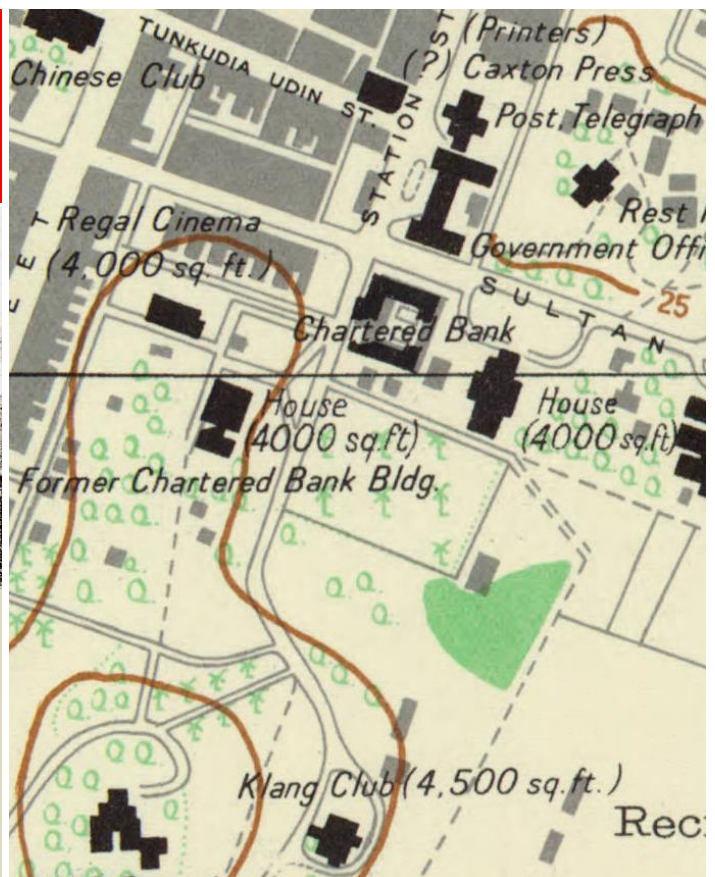 (Printers)
TUNKUDIA UDIN ST.
STATION ST
(?) Caxton Press
Chinese Club
Post, Telegraph
Regal Cinema
Rest
(4,000 sq. ft.)
Government Offi
EET
SULTAN
25
Chartered Bank
House
(4000 sq.ft)
House
(4000 sq.ft)
Former Chartered Bank Bldg.
Klang Club (4,500 sq.ft.)
Recr